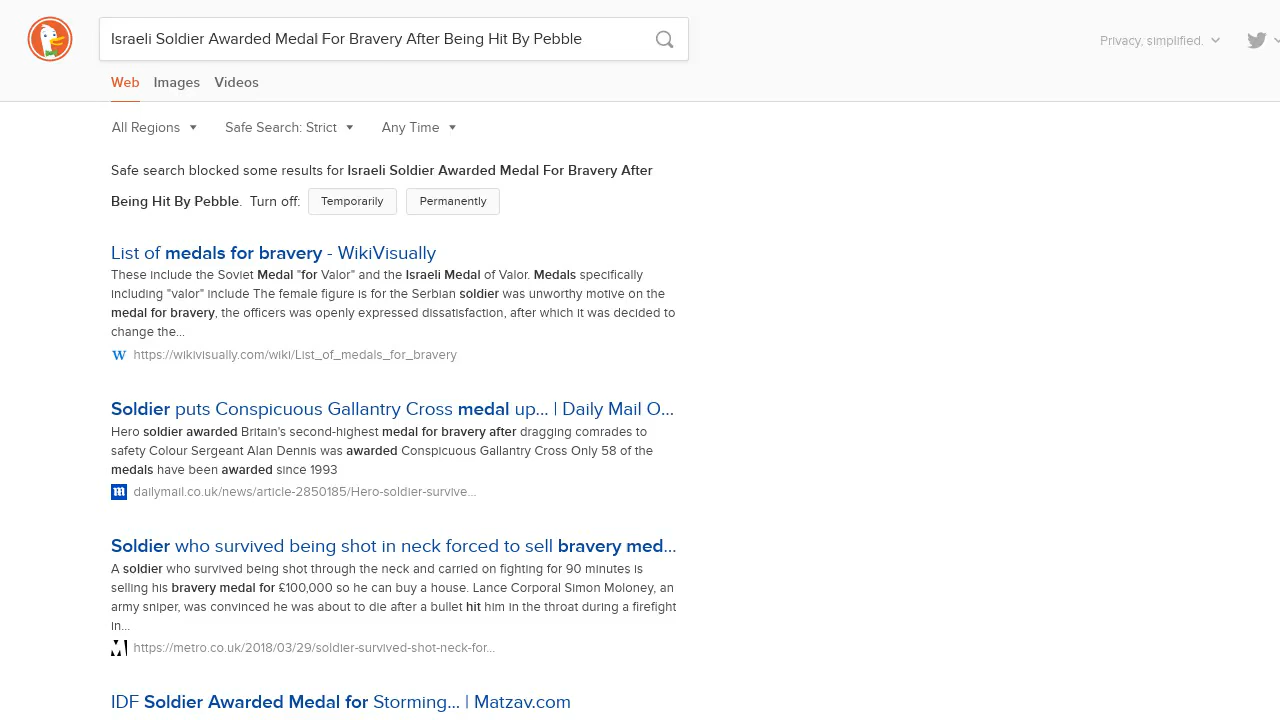 Israeli Soldier Awarded Medal For Bravery After Being Hit By Pebble
Privacy, simplified.
Web Images Videos
All Regions Safe Search: Strict Any Time
Safe search blocked some results for Israeli Soldier Awarded Medal For Bravery After
Being Hit By Pebble. Turn off: Temporarily Permanently
List of medals for bravery - WikiVisually
These include the Soviet Medal "for Valor" and the Israeli Medal of Valor. Medals specifically
including "valor" include The female figure is for the Serbian soldier was unworthy motive on the
medal for bravery, the officers was openly expressed dissatisfaction, after which it was decided to
change the...
W https://wikivisually.com/wiki/List_of_medals_for_bravery
Soldier puts Conspicuous Gallantry Cross medal up... | Daily Mail O...
Hero soldier awarded Britain's second-highest medal for bravery after dragging comrades to
safety Colour Sergeant Alan Dennis was awarded Conspicuous Gallantry Cross Only 58 of the
medals have been awarded since 1993
m dailymail.co.uk/news/article-2850185/Hero-soldier-survive...
Soldier who survived being shot in neck forced to sell bravery med...
A soldier who survived being shot through the neck and carried on fighting for 90 minutes is
selling his bravery medal for £100,000 so he can buy a house. Lance Corporal Simon Moloney, an
army sniper, was convinced he was about to die after a bullet hit him in the throat during a firefight
in...
M https://metro.co.uk/2018/03/29/soldier-survived-shot-neck-for...
IDF Soldier Awarded Medal for Storming... | Matzav.com